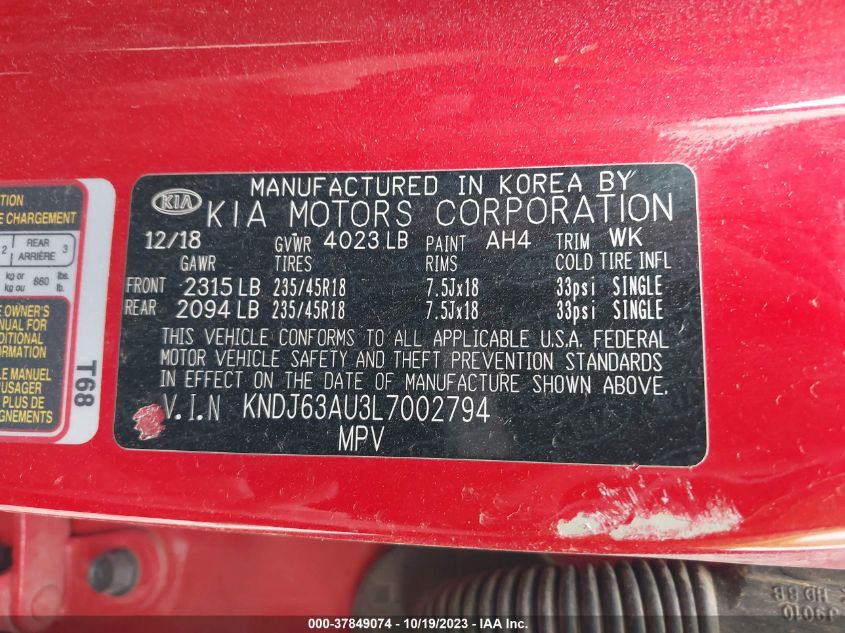 TION
E CHARGEMENT
2 REAR 3
ARRIÈRE
kg or 660 lbs.
kg ou lb.
E OWNER'S
ANUAL FOR
DITIONAL
ORMATION
LE MANUEL
'USAGER
PLUS DE
GNEMENTS
T68
MANUFACTURED IN KOREA BY
KIA KIA MOTORS CORPORATION
12/18 GVWR 4023 LB PAINT AH4 TRIM WK
GAWR TIRES RIMS COLD TIRE INFL
FRONT 2315 LB 235/45R18 7.5Jx18 33psi SINGLE
REAR 2094 LB 235/45R18 7.5Jx18 33psi SINGLE
THIS VEHICLE CONFORMS TO ALL APPLICABLE U.S.A. FEDERAL
MOTOR VEHICLE SAFETY AND THEFT PREVENTION STANDARDS
IN EFFECT ON THE DATE OF MANUFACTURE SHOWN ABOVE.
V.I.N KNDJ63AU3L7002794
MPV
J9010
000-37849074 - 10/19/2023 - IAA Inc.